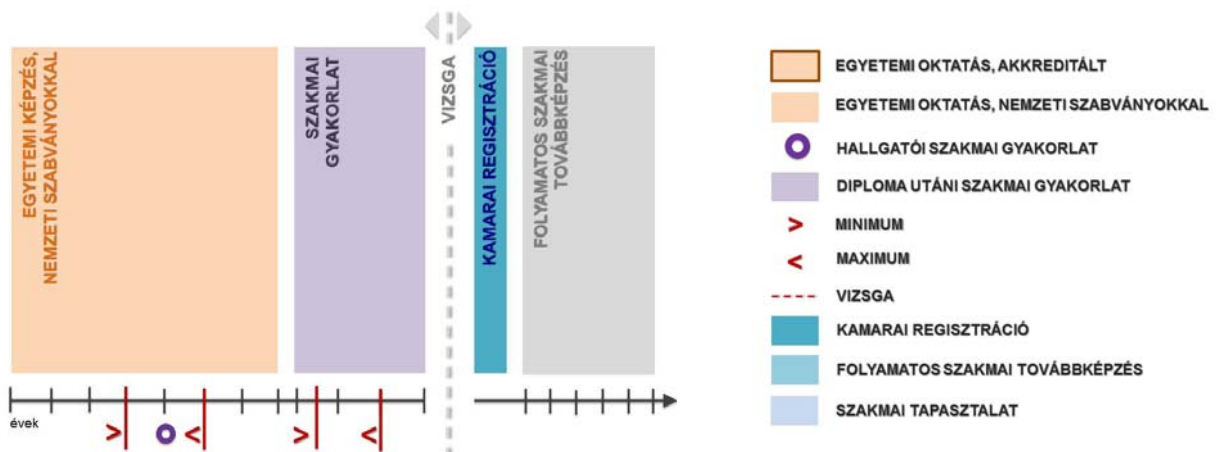 EGYETEMI KÉPZÉS,
NEMZETI SZABVÁNYOKKAL
SZAKMAI
GYAKORLAT
VIZSGA
KAMARAI REGISZTRÁCIÓ
FOLYAMATOS SZAKMAI
TOVÁBBKÉPZÉS
évek
EGYETEMI OKTATÁS, AKKREDITÁLT
EGYETEMI OKTATÁS, NEMZETI SZABVÁNYOKKAL
HALLGATÓI SZAKMAI GYAKORLAT
DIPLOMA UTÁNI SZAKMAI GYAKORLAT
MINIMUM
MAXIMUM
VIZSGA
KAMARAI REGISZTRÁCIÓ
FOLYAMATOS SZAKMAI TOVÁBBKÉPZÉS
SZAKMAI TAPASZTALAT